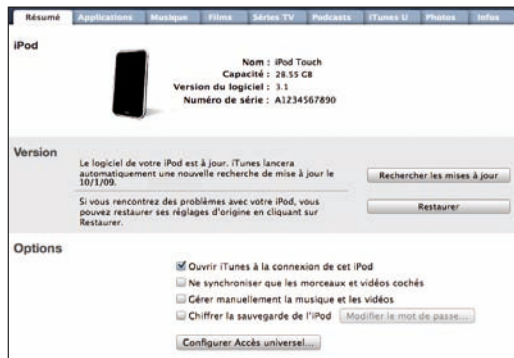 Résumé Applications Musique Films Séries TV Podcasts iTunes U Photos Infos
iPod
Nom : iPod Touch
Capacité : 28.55 GB
Version du logiciel : 3.1
Numéro de série : A1234567890
Version
Le logiciel de votre iPod est à jour. iTunes lancera
automatiquement une nouvelle recherche de mise à jour le
10/1/09.
Rechercher les mises à jour
Si vous rencontrez des problèmes avec votre iPod, vous
pouvez restaurer ses réglages d'origine en cliquant sur
Restaurer.
Restaurer
Options
Ouvrir iTunes à la connexion de cet iPod
Ne synchroniser que les morceaux et vidéos cochés
Gérer manuellement la musique et les vidéos
Chiffrer la sauvegarde de l'iPod Modifier le mot de passe...
Configurer Accès universel...